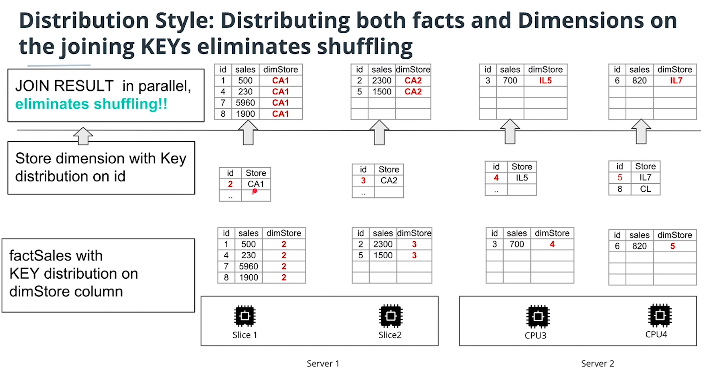 Distribution Style: Distributing both facts and Dimensions on
the joining KEYs eliminates shuffling
JOIN RESULT in parallel,
eliminates shuffling!!
id sales dimStore
1 500 CA1
4 230 CA1
7 5960 CA1
8 1900 CA1
id sales dimStore
2 2300 CA2
5 1500 CA2
id sales dimStore
3 700 IL5
id sales dimStore
6 820 IL7
Store dimension with Key
distribution on id
id Store
2 CA1
..
id Store
3 CA2
..
id Store
4 IL5
..
id Store
5 IL7
8 CL
factSales with
KEY distribution on
dimStore column
id sales dimStore
1 500 2
4 230 2
7 5960 2
8 1900 2
id sales dimStore
2 2300 3
5 1500 3
id sales dimStore
3 700 4
id sales dimStore
6 820 5
Slice 1
Slice2
CPU3
CPU4
Server 1
Server 2